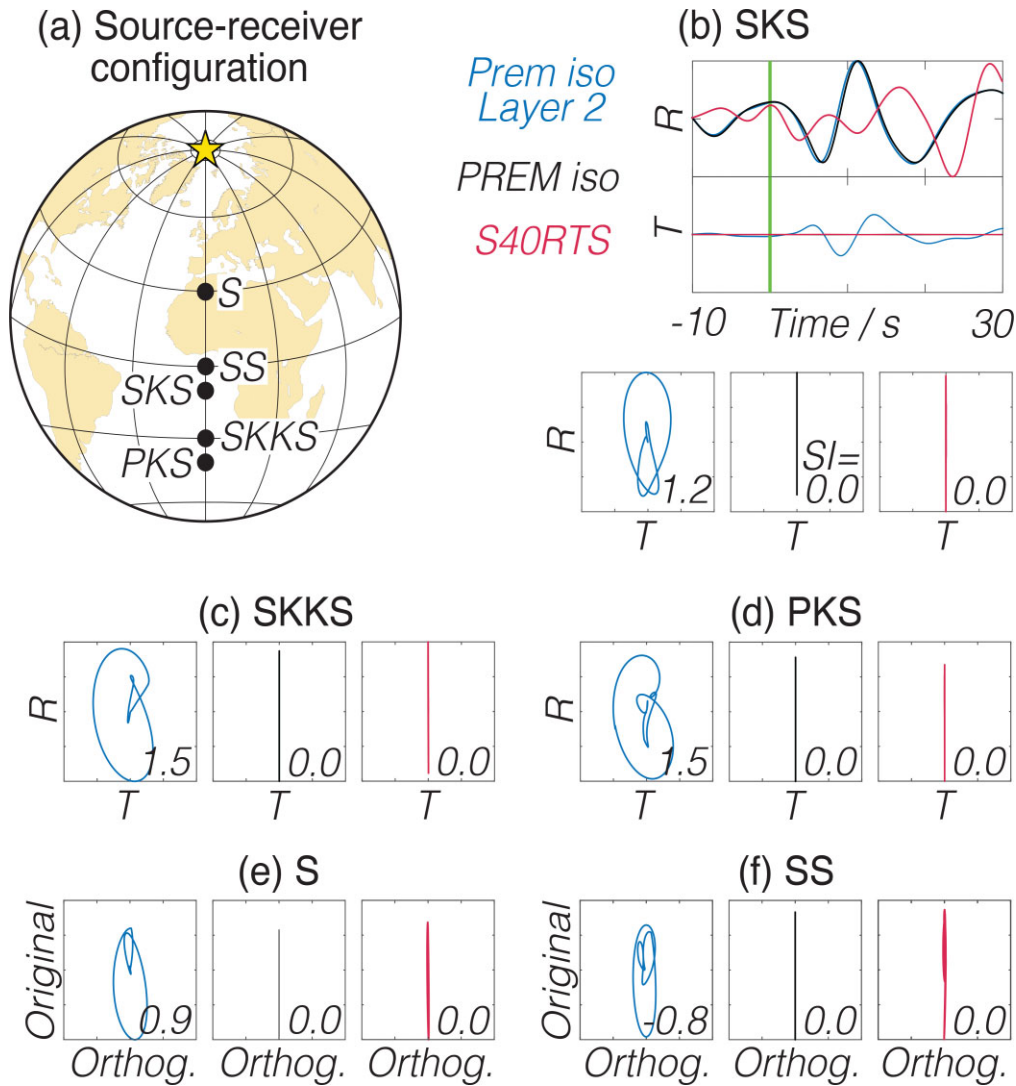 (a) Source-receiver
configuration
S
SS
SKS
SKKS
PKS
(b) SKS
Prem iso
Layer 2
PREM iso
S40RTS
R
T
-10 Time / s 30
R
1.2
SI=
0.0
0.0
T T T
(c) SKKS
R
1.5 0.0 0.0
T T T
(d) PKS
R
1.5 0.0 0.0
T T T
(e) S
Original
0.9 0.0 0.0
Orthog. Orthog. Orthog.
(f) SS
Original
-0.8 0.0 0.0
Orthog. Orthog. Orthog.